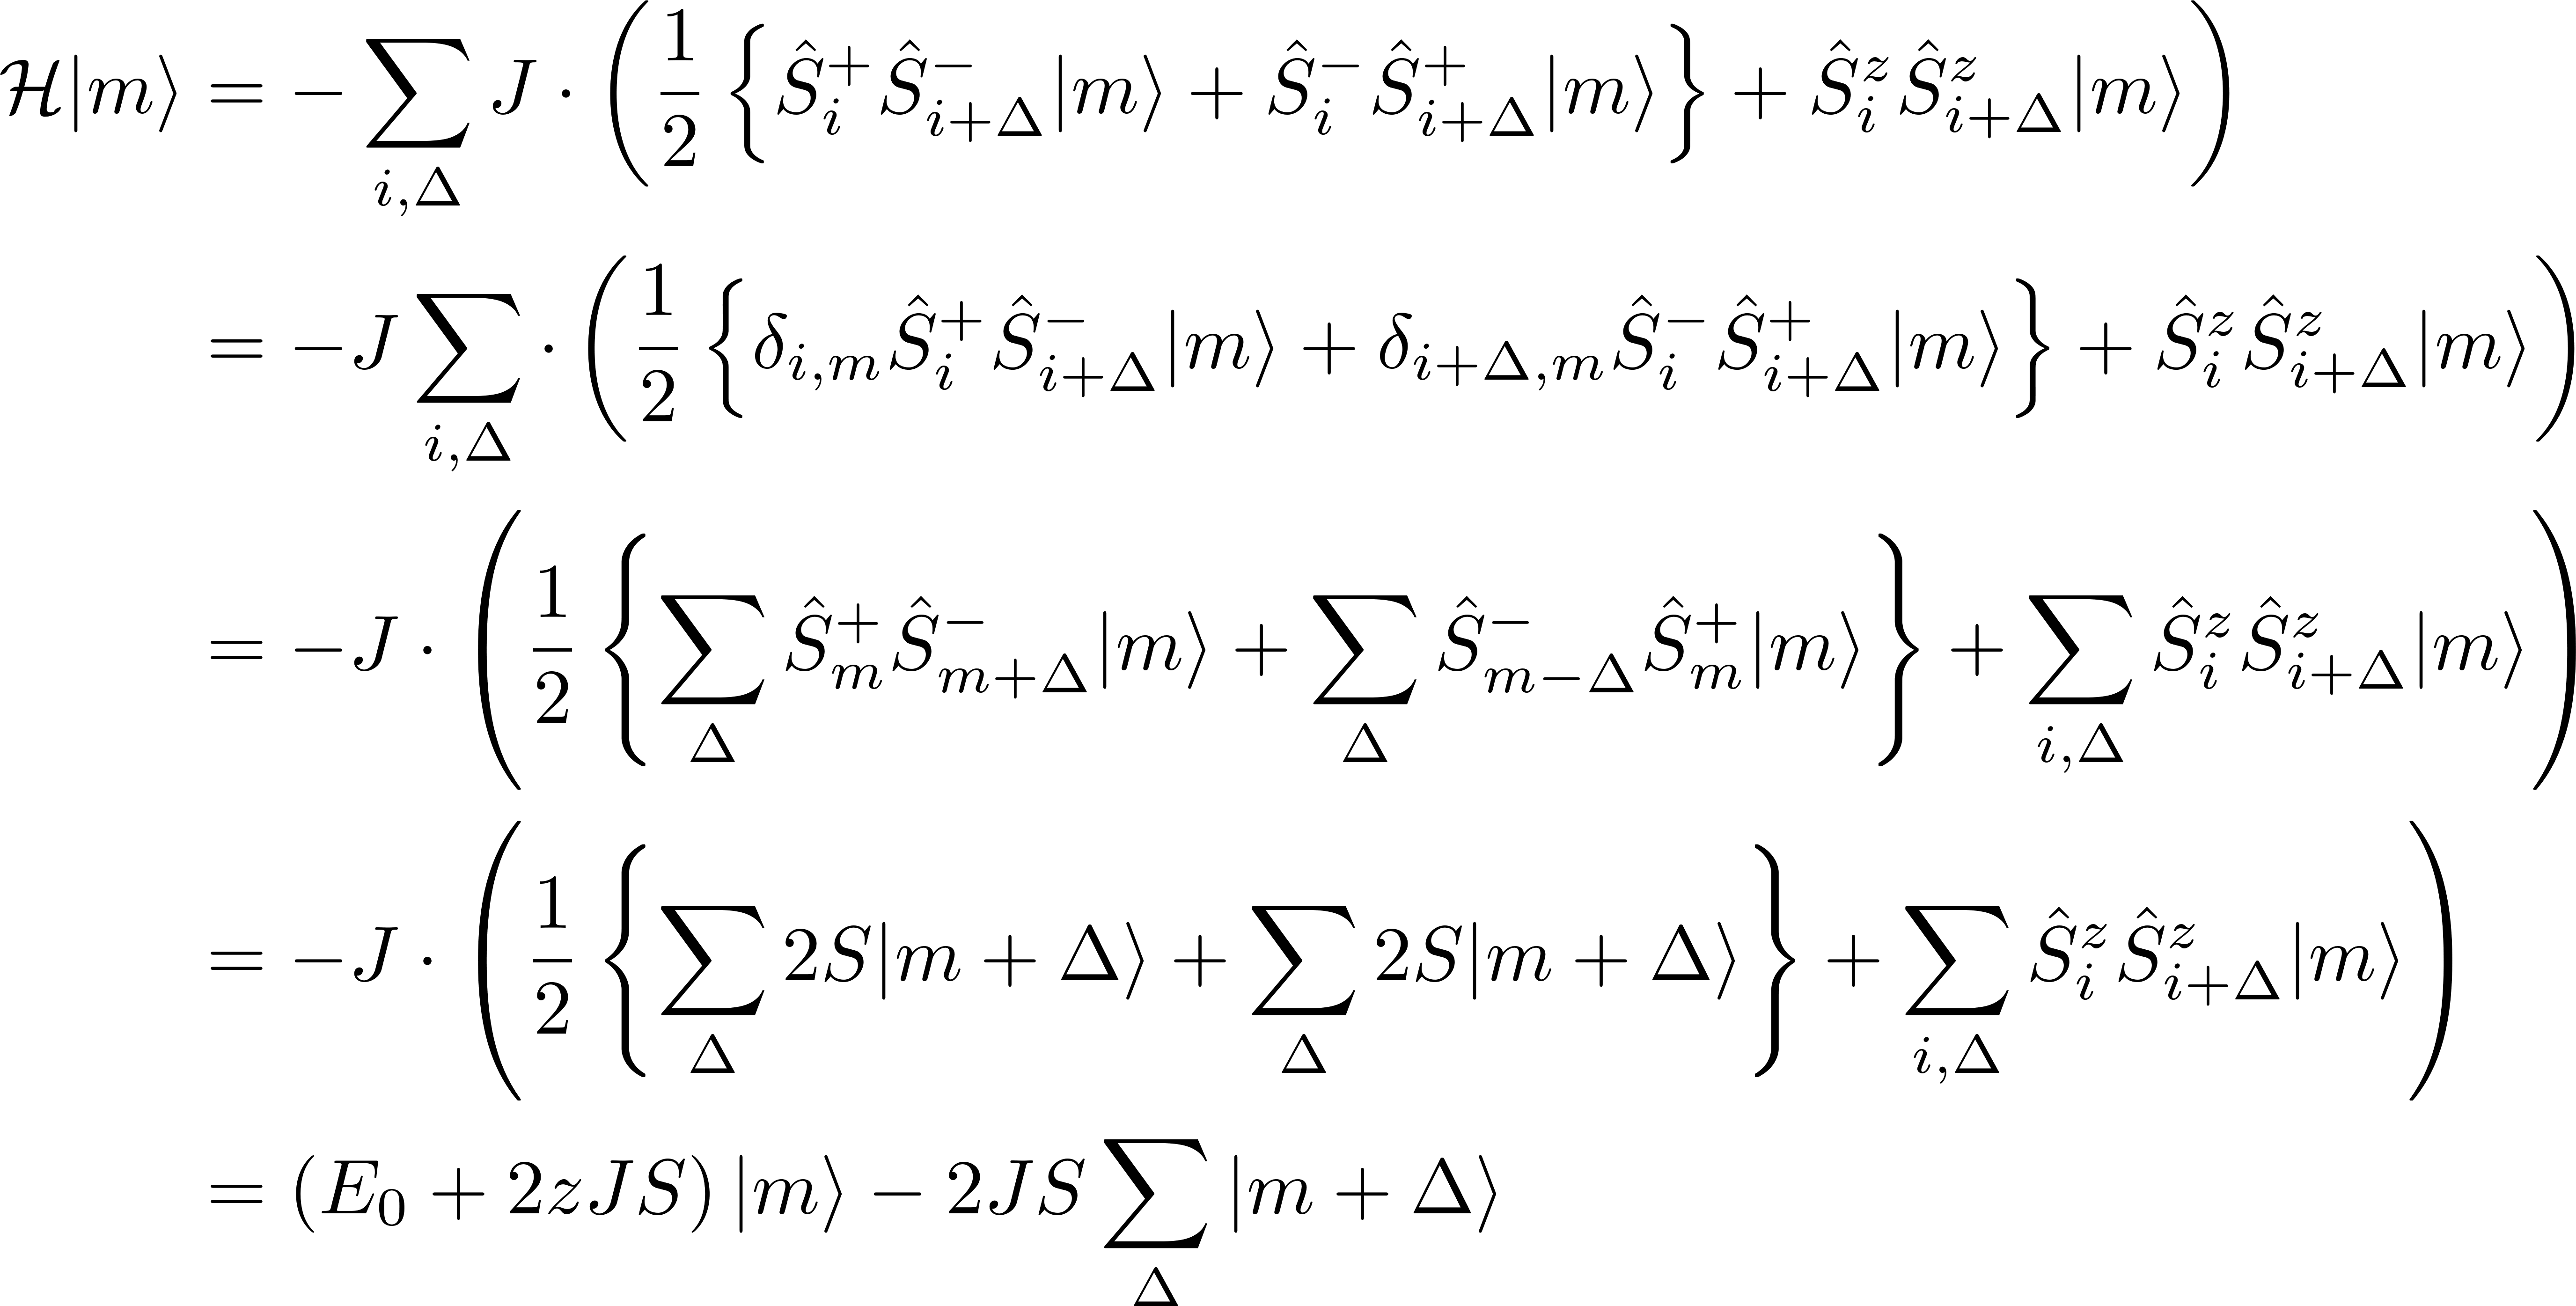 \mathcal{H}|m\rangle = -\sum_{i,\Delta} J \cdot \left( \frac{1}{2} \left\{ \hat{S}_i^+ \hat{S}_{i+\Delta}^- |m\rangle + \hat{S}_i^- \hat{S}_{i+\Delta}^+ |m\rangle \right\} + \hat{S}_i^z \hat{S}_{i+\Delta}^z |m\rangle \right)
= -J \sum_{i,\Delta} \cdot \left( \frac{1}{2} \left\{ \delta_{i,m} \hat{S}_i^+ \hat{S}_{i+\Delta}^- |m\rangle + \delta_{i+\Delta,m} \hat{S}_i^- \hat{S}_{i+\Delta}^+ |m\rangle \right\} + \hat{S}_i^z \hat{S}_{i+\Delta}^z |m\rangle \right)
= -J \cdot \left( \frac{1}{2} \left\{ \sum_{\Delta} \hat{S}_m^+ \hat{S}_{m+\Delta}^- |m\rangle + \sum_{\Delta} \hat{S}_{m-\Delta}^- \hat{S}_m^+ |m\rangle \right\} + \sum_{i,\Delta} \hat{S}_i^z \hat{S}_{i+\Delta}^z |m\rangle \right)
= -J \cdot \left( \frac{1}{2} \left\{ \sum_{\Delta} 2S |m+\Delta\rangle + \sum_{\Delta} 2S |m+\Delta\rangle \right\} + \sum_{i,\Delta} \hat{S}_i^z \hat{S}_{i+\Delta}^z |m\rangle \right)
= \left( E_0 + 2zJS \right) |m\rangle - 2JS \sum_{\Delta} |m+\Delta\rangle